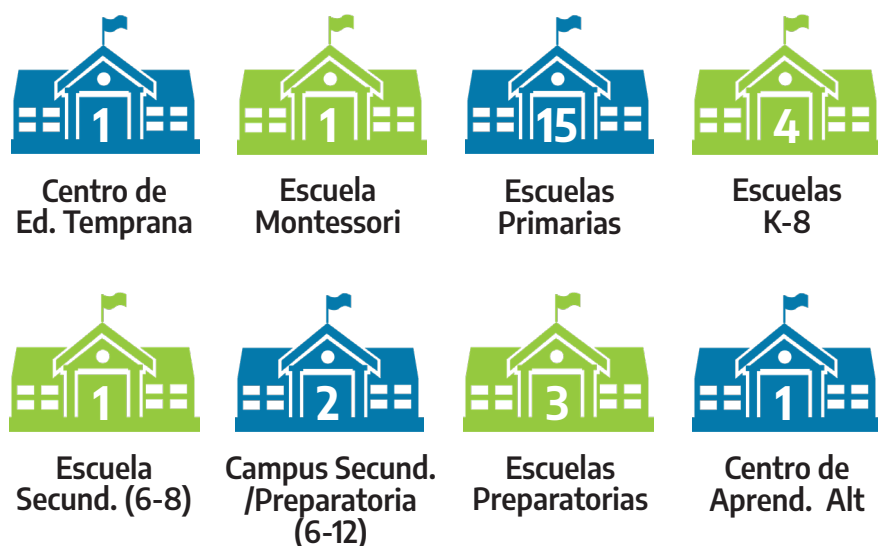 1
Centro de
Ed. Temprana
1
Escuela
Montessori
15
Escuelas
Primarias
4
Escuelas
K-8
1
Escuela
Secund. (6-8)
2
Campus Secund.
/Preparatoria
(6-12)
3
Escuelas
Preparatorias
1
Centro de
Aprend. Alt